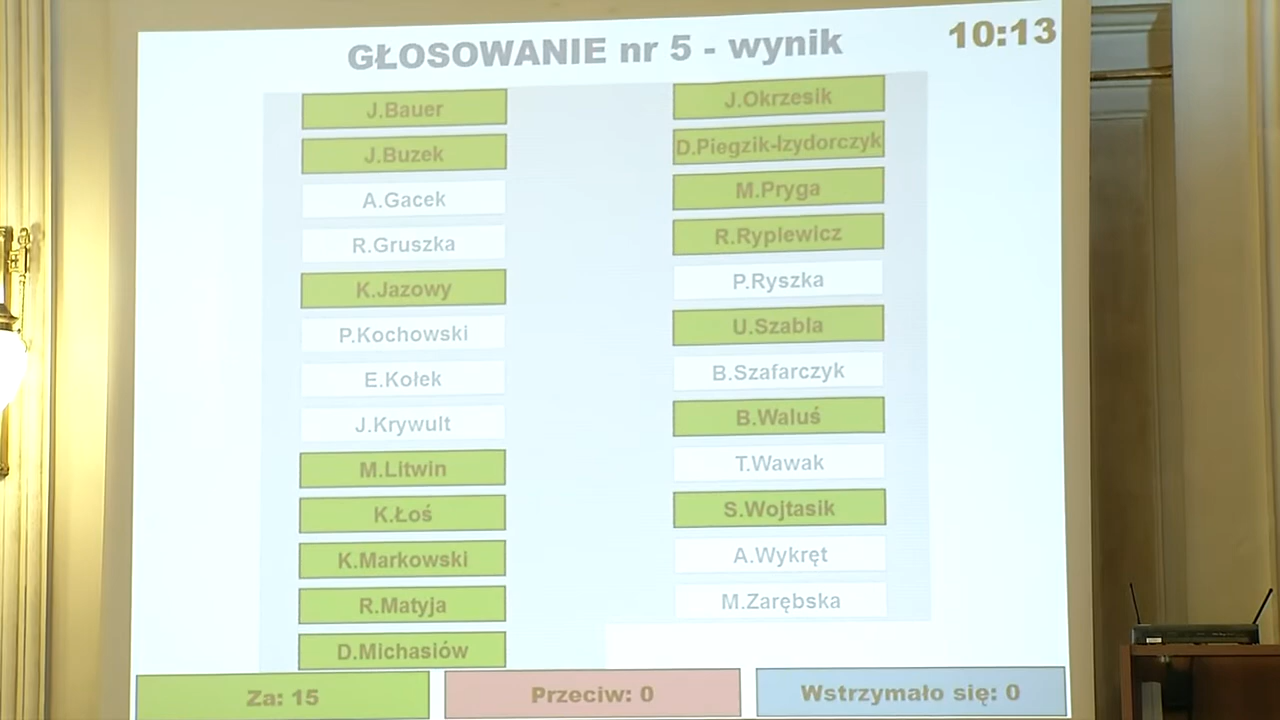 GŁOSOWANIE nr 5 - wynik
10:13
J.Bauer
J.Buzek
A.Gacek
R.Gruszka
K.Jazowy
P.Kochowski
E.Kołek
J.Krywult
M.Litwin
K.Łoś
K.Markowski
R.Matyja
D.Michasiów
J.Okrzesik
D.Piegzik-Izydorczyk
M.Pryga
R.Ryplewicz
P.Ryszka
U.Szabla
B.Szafarczyk
B.Waluś
T.Wawak
S.Wojtasik
A.Wykręt
M.Zarębska
Za: 15
Przeciw: 0
Wstrzymało się: 0